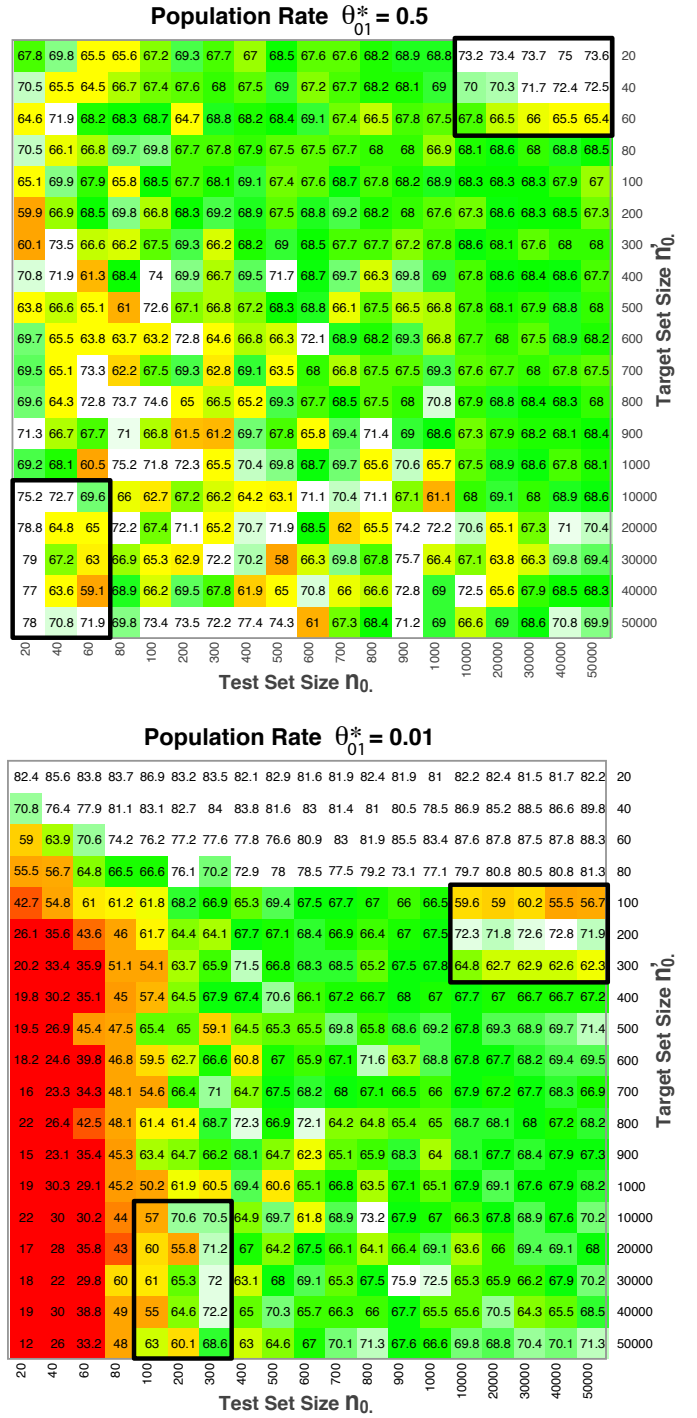 Population Rate θ*01 = 0.5
67.8 69.8 65.5 65.6 67.2 69.3 67.7 67 68.5 67.6 67.6 68.2 68.9 68.8 73.2 73.4 73.7 75 73.6 20
70.5 65.5 64.5 66.7 67.4 67.6 68 67.5 69 67.2 67.7 68.2 68.1 69 70 70.3 71.7 72.4 72.5 40
64.6 71.9 68.2 68.3 68.7 64.7 68.8 68.2 68.4 69.1 67.4 66.5 67.8 67.5 67.8 66.5 66 65.5 65.4 60
70.5 66.1 66.8 69.7 69.8 67.7 67.8 67.9 67.5 67.5 67.8 68 68 66.9 68.1 68.6 68 68.8 68.5 80
65.1 69.9 67.9 65.8 68.5 67.7 68.1 69.1 67.4 67.6 68.7 67.8 68.2 68.9 68.3 68.3 68.3 67.9 67 100
59.9 66.9 68.5 69.8 66.8 68.3 69.2 68.9 67.5 68.8 69.2 68.2 68 67.6 67.3 68.6 68.3 68.5 67.3 200
60.1 73.5 66.6 66.2 67.5 69.3 66.2 68.2 69 68.5 67.7 67.7 67.2 67.8 68.6 68.1 67.6 68 68 300
70.8 71.9 61.3 68.4 74 69.9 66.7 69.5 71.7 68.7 69.7 66.3 69.8 69 67.8 68.6 68.4 68.6 67.7 400
63.8 66.6 65.1 61 72.6 67.1 66.8 67.2 68.3 68.8 66.1 67.5 66.5 66.8 67.8 68.1 67.9 68.8 68 500
69.7 65.5 63.8 63.7 63.2 72.8 64.6 66.8 66.3 72.1 68.9 68.2 69.3 66.8 67.7 68 67.5 68.9 68.2 600
69.5 65.1 73.3 62.2 67.5 69.3 62.8 69.1 63.5 68 66.8 67.5 67.5 69.3 67.6 67.7 68 67.8 67.5 700
69.6 64.3 72.8 73.7 74.6 65 66.5 65.2 69.3 67.7 68.5 67.5 68 70.8 67.9 68.8 68.4 68.3 68 800
71.3 66.7 67.7 71 66.8 61.5 61.2 69.7 67.8 65.8 69.4 71.4 69 68.6 67.3 67.9 68.2 68.1 68.4 900
69.2 68.1 60.5 75.2 71.8 72.3 65.5 70.4 69.8 68.7 69.7 65.6 70.6 65.7 67.5 68.9 68.6 67.8 68.1 1000
75.2 72.7 69.6 66 62.7 67.2 66.2 64.2 63.1 71.1 70.4 71.1 67.1 61.1 68 69.1 68 68.9 68.6 10000
78.8 64.8 65 72.2 67.4 71.1 65.2 70.7 71.9 68.5 62 65.5 74.2 72.2 70.6 65.1 67.3 71 70.4 20000
79 67.2 63 66.9 65.3 62.9 72.2 70.2 58 66.3 69.8 67.8 75.7 66.4 67.1 63.8 66.3 69.8 69.4 30000
77 63.6 59.1 68.9 66.2 69.5 67.8 61.9 65 70.8 66 66.6 72.8 69 72.5 65.6 67.9 68.5 68.3 40000
78 70.8 71.9 69.8 73.4 73.5 72.2 77.4 74.3 61 67.3 68.4 71.2 69 66.6 69 68.6 70.8 69.9 50000
20 40 60 80 100 200 300 400 500 600 700 800 900 1000 10000 20000 30000 40000 50000
Test Set Size n0.
Target Set Size n'0.
Population Rate θ*01 = 0.01
82.4 85.6 83.8 83.7 86.9 83.2 83.5 82.1 82.9 81.6 81.9 82.4 81.9 81 82.2 82.4 81.5 81.7 82.2 20
70.8 76.4 77.9 81.1 83.1 82.7 84 83.8 81.6 83 81.4 81 80.5 78.5 86.9 85.2 88.5 86.6 89.8 40
59 63.9 70.6 74.2 76.2 77.2 77.6 77.8 76.6 80.9 83 81.9 85.5 83.4 87.6 87.8 87.5 87.8 88.3 60
55.5 56.7 64.8 66.5 66.6 76.1 70.2 72.9 78 78.5 77.5 79.2 73.1 77.1 79.7 80.8 80.5 80.8 81.3 80
42.7 54.8 61 61.2 61.8 68.2 66.9 65.3 69.4 67.5 67.7 67 66 66.5 59.6 59 60.2 55.5 56.7 100
26.1 35.6 43.6 46 61.7 64.4 64.1 67.7 67.1 68.4 66.9 66.4 67 67.5 72.3 71.8 72.6 72.8 71.9 200
20.2 33.4 35.9 51.1 54.1 63.7 65.9 71.5 66.8 68.3 68.5 65.2 67.5 67.8 64.8 62.7 62.9 62.6 62.3 300
19.8 30.2 35.1 45 57.4 64.5 67.9 67.4 70.6 66.1 67.2 66.7 68 67 67.7 67 66.7 66.7 67.2 400
19.5 26.9 45.4 47.5 65.4 65 59.1 64.5 65.3 65.5 69.8 65.8 68.6 69.2 67.8 69.3 68.9 69.7 71.4 500
18.2 24.6 39.8 46.8 59.5 62.7 66.6 60.8 67 65.9 67.1 71.6 63.7 68.8 67.8 67.7 68.2 69.4 69.5 600
16 23.3 34.3 48.1 54.6 66.4 71 64.7 67.5 68.2 68 67.1 66.5 66 67.9 67.2 67.7 68.3 66.9 700
22 26.4 42.5 48.1 61.4 61.4 68.7 72.3 66.9 72.1 64.2 64.8 65.4 65 68.7 68.1 68 67.2 68.2 800
15 23.1 35.4 45.3 63.4 64.7 66.2 68.1 64.7 62.3 65.1 65.9 68.3 64 68.1 67.7 68.4 67.9 67.3 900
19 30.3 29.1 45.2 50.2 61.9 60.5 69.4 60.6 65.1 66.8 63.5 67.1 65.1 67.9 69.1 67.6 67.9 68.2 1000
22 30 30.2 44 57 70.6 70.5 64.9 69.7 61.8 68.9 73.2 67.9 67 66.3 67.8 68.9 67.6 70.2 10000
17 28 35.8 43 60 55.8 71.2 67 64.2 67.5 66.1 64.1 66.4 69.1 63.6 66 69.4 69.1 68 20000
18 22 29.8 60 61 65.3 72 63.1 68 69.1 65.3 67.5 75.9 72.5 65.3 65.9 66.2 67.9 70.2 30000
19 30 38.8 49 55 64.6 72.2 65 70.3 65.7 66.3 66 67.7 65.5 65.6 70.5 64.3 65.5 68.5 40000
12 26 33.2 48 63 60.1 68.6 63 64.6 67 70.8 71.3 67.6 66.6 69.8 68.8 70.4 70.1 71.3 50000
20 40 60 80 100 200 300 400 500 600 700 800 900 1000 10000 20000 30000 40000 50000
Test Set Size n0.
Target Set Size n'0.